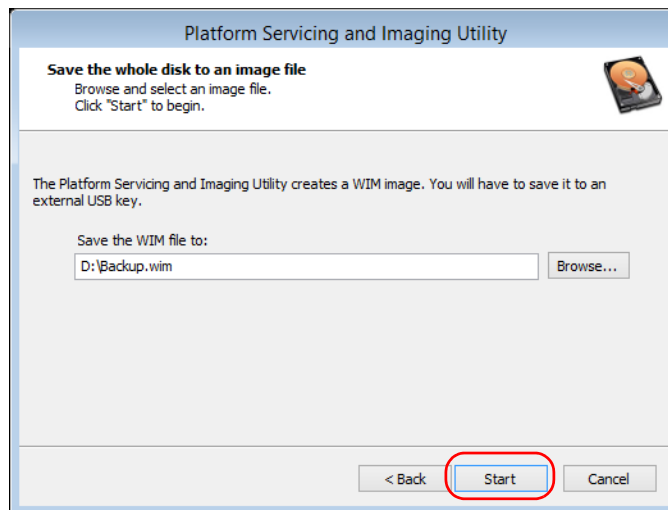 Platform Servicing and Imaging Utility
Save the whole disk to an image file
Browse and select an image file.
Click "Start" to begin.
The Platform Servicing and Imaging Utility creates a WIM image. You will have to save it to an
external USB key.
Save the WIM file to:
D:\Backup.wim
Browse...
< Back
Start
Cancel